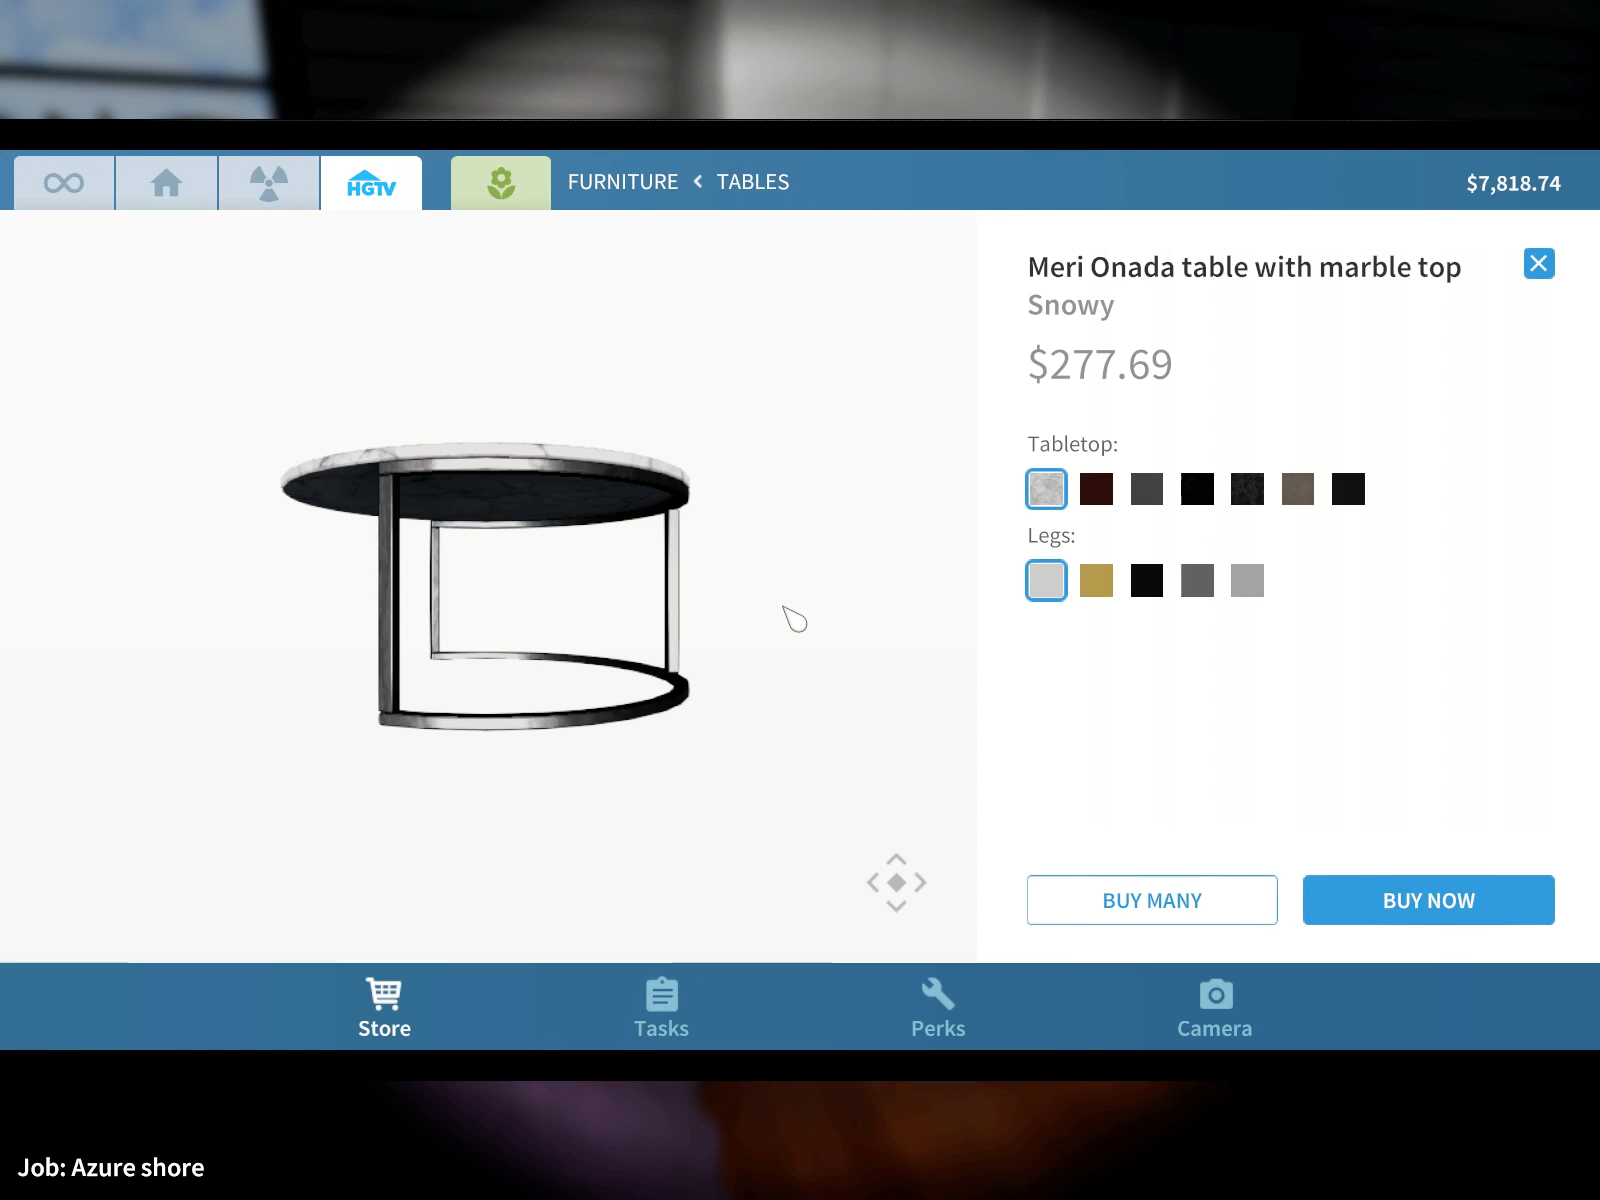 HGTV
FURNITURE < TABLES
$7,818.74
Meri Onada table with marble top
Snowy
$277.69
Tabletop:
Legs:
BUY MANY
BUY NOW
Store
Tasks
Perks
Camera
Job: Azure shore